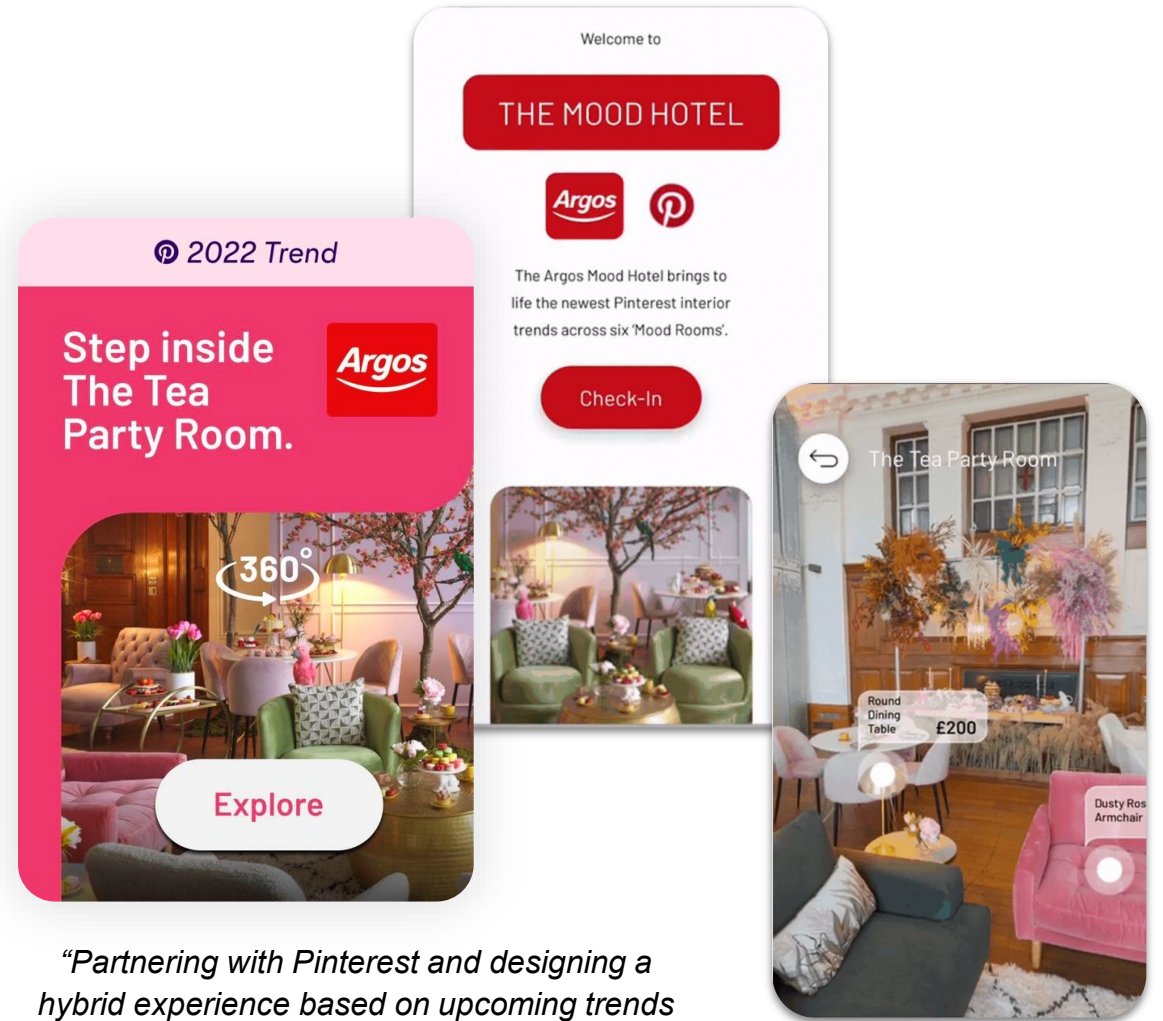 Welcome to
THE MOOD HOTEL
Argos
The Argos Mood Hotel brings to
life the newest Pinterest interior
trends across six ‘Mood Rooms’.
Check-In
2022 Trend
Step inside
The Tea
Party Room.
Argos
360°
Explore
The Tea Party Room
Round
Dining
Table
£200
Dusty Ros
Armchair
“Partnering with Pinterest and designing a
hybrid experience based on upcoming trends